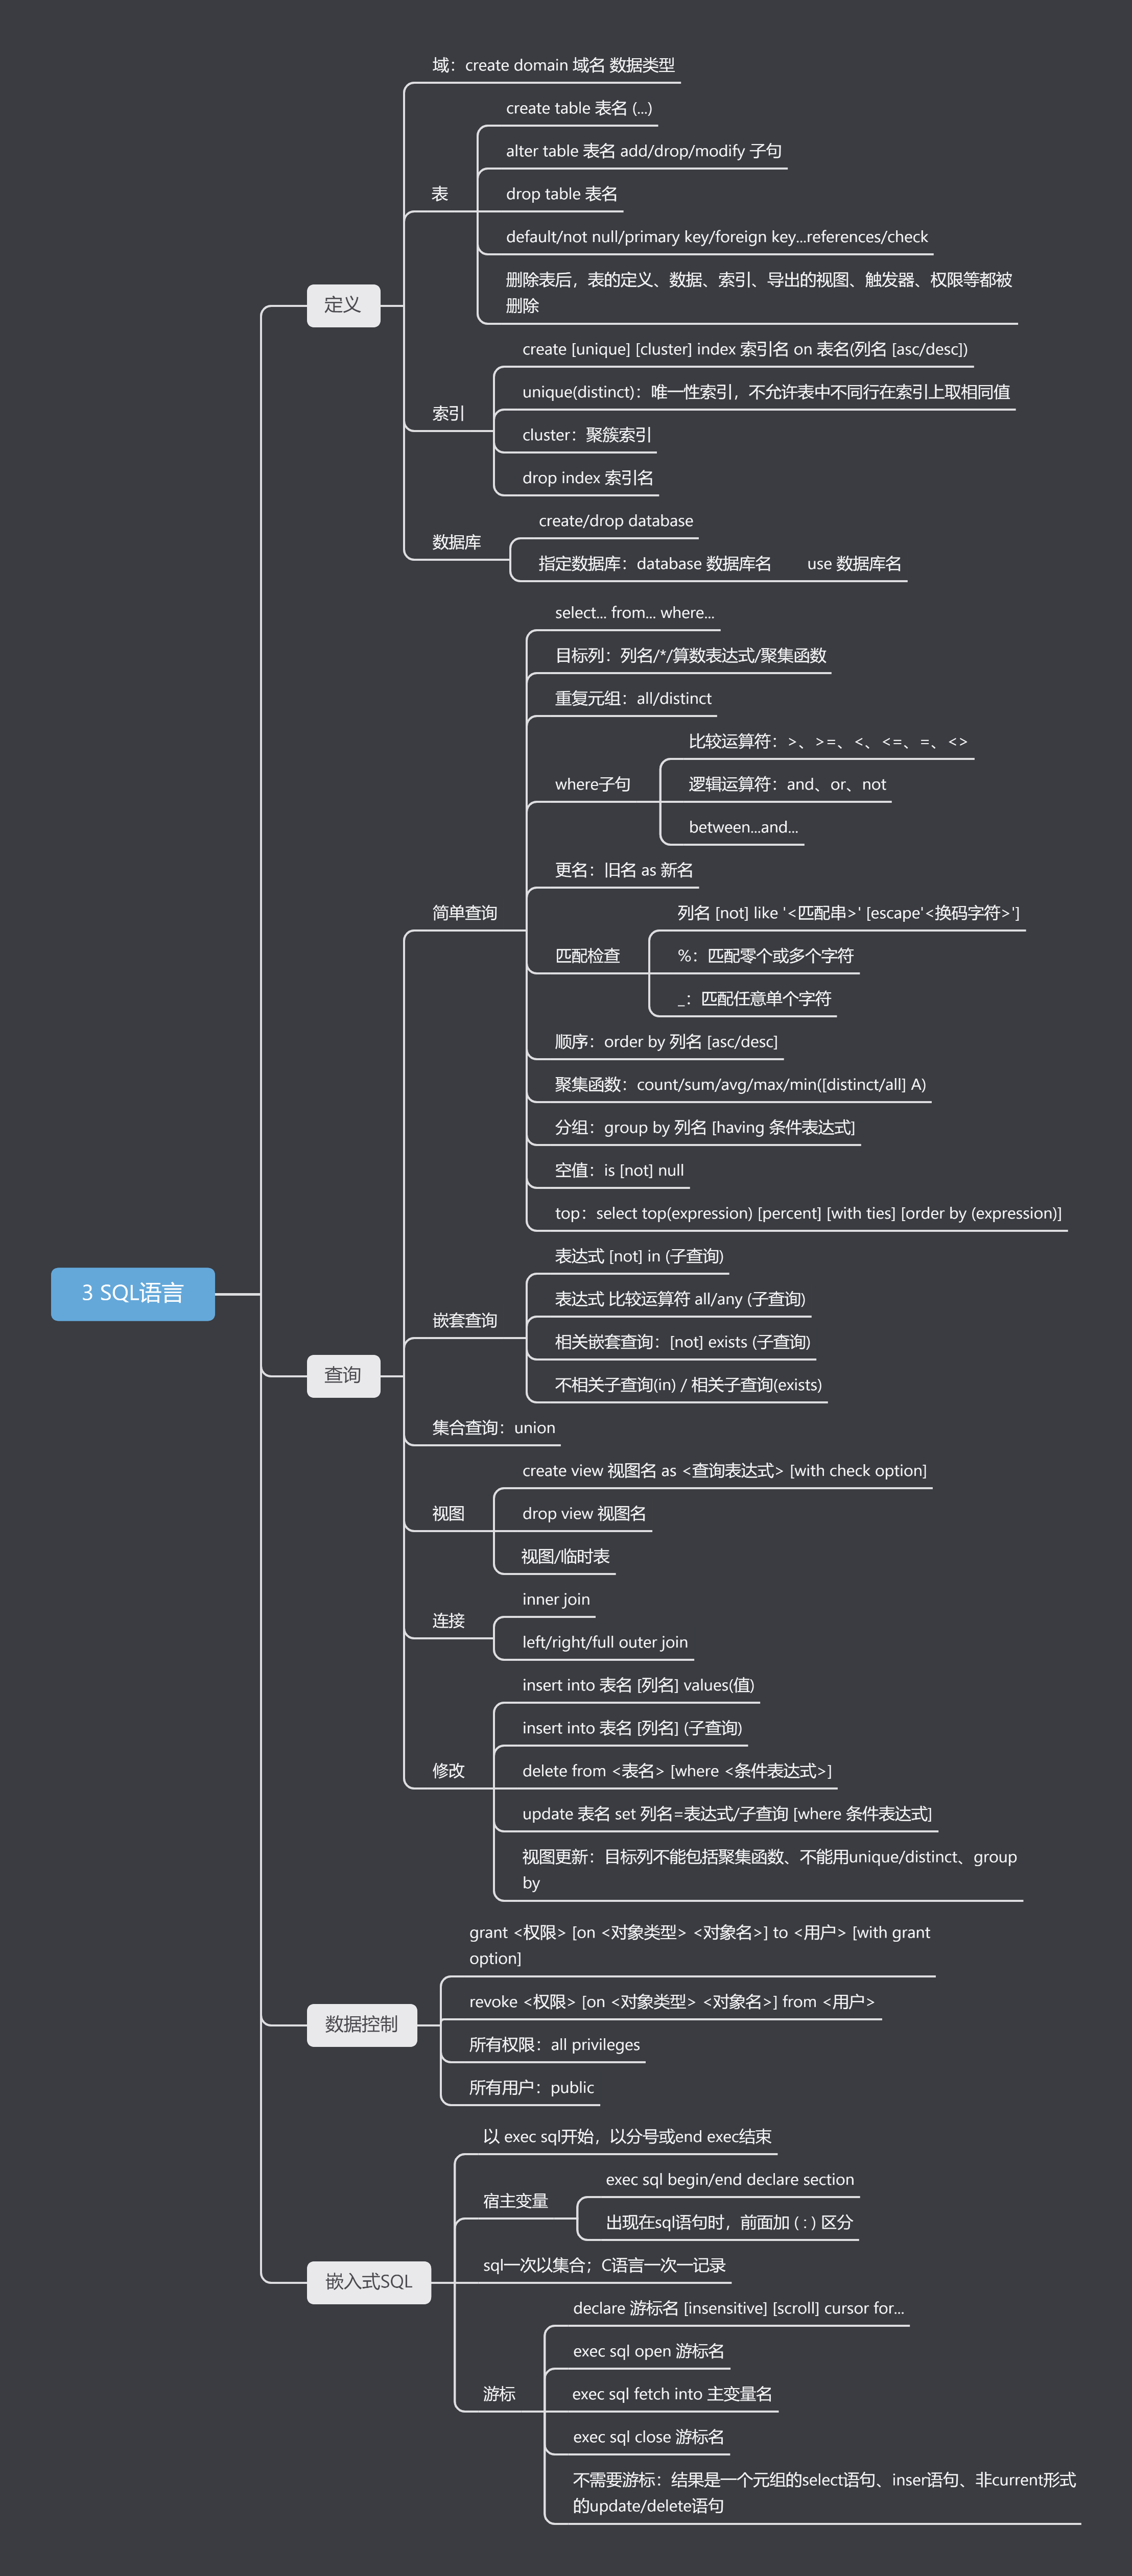 3 SQL语言
定义
域：create domain 域名 数据类型
表
create table 表名 (...)
alter table 表名 add/drop/modify 子句
drop table 表名
default/not null/primary key/foreign key...references/check
删除表后，表的定义、数据、索引、导出的视图、触发器、权限等都被
删除
索引
create [unique] [cluster] index 索引名 on 表名(列名 [asc/desc])
unique(distinct)：唯一性索引，不允许表中不同行在索引上取相同值
cluster：聚簇索引
drop index 索引名
数据库
create/drop database
指定数据库：database 数据库名 use 数据库名
查询
简单查询
select... from... where...
目标列：列名/*/算数表达式/聚集函数
重复元组：all/distinct
where子句
比较运算符：>、>=、<、<=、=、<>
逻辑运算符：and、or、not
between...and...
更名：旧名 as 新名
匹配检查
列名 [not] like '<匹配串>' [escape'<换码字符>']
%：匹配零个或多个字符
_：匹配任意单个字符
顺序：order by 列名 [asc/desc]
聚集函数：count/sum/avg/max/min([distinct/all] A)
分组：group by 列名 [having 条件表达式]
空值：is [not] null
top：select top(expression) [percent] [with ties] [order by (expression)]
嵌套查询
表达式 [not] in (子查询)
表达式 比较运算符 all/any (子查询)
相关嵌套查询：[not] exists (子查询)
不相关子查询(in) / 相关子查询(exists)
集合查询：union
视图
create view 视图名 as <查询表达式> [with check option]
drop view 视图名
视图/临时表
连接
inner join
left/right/full outer join
修改
insert into 表名 [列名] values(值)
insert into 表名 [列名] (子查询)
delete from <表名> [where <条件表达式>]
update 表名 set 列名=表达式/子查询 [where 条件表达式]
视图更新：目标列不能包括聚集函数、不能用unique/distinct、group
by
数据控制
grant <权限> [on <对象类型> <对象名>] to <用户> [with grant
option]
revoke <权限> [on <对象类型> <对象名>] from <用户>
所有权限：all privileges
所有用户：public
嵌入式SQL
以 exec sql开始，以分号或end exec结束
宿主变量
exec sql begin/end declare section
出现在sql语句时，前面加 ( : ) 区分
sql一次以集合；C语言一次一记录
游标
declare 游标名 [insensitive] [scroll] cursor for...
exec sql open 游标名
exec sql fetch into 主变量名
exec sql close 游标名
不需要游标：结果是一个元组的select语句、inser语句、非current形式
的update/delete语句